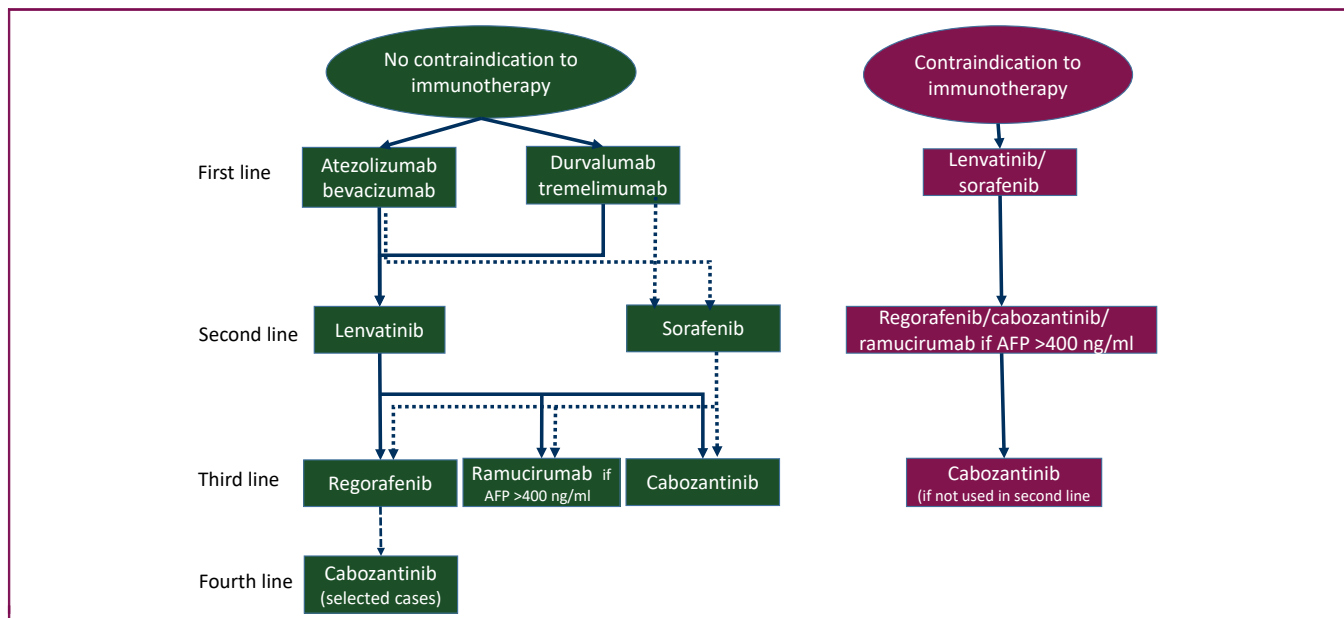 No contraindication to
immunotherapy
Contraindication to
immunotherapy
First line
Atezolizumab
bevacizumab
Durvalumab
tremelimumab
Lenvatinib/
sorafenib
Second line
Lenvatinib
Sorafenib
Regorafenib/cabozantinib/
ramucirumab if AFP >400 ng/ml
Third line
Regorafenib
Ramucirumab if
AFP >400 ng/ml
Cabozantinib
Cabozantinib
(if not used in second line
Fourth line
Cabozantinib
(selected cases)